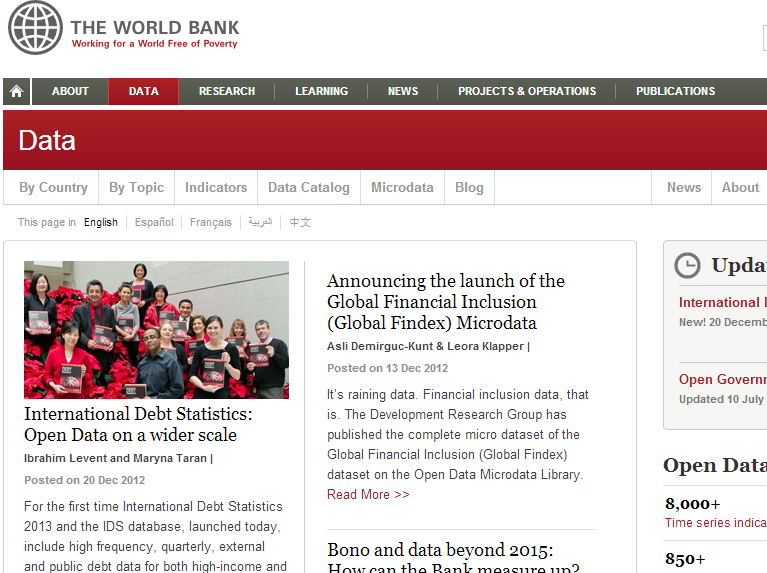 THE WORLD BANK
Working for a World Free of Poverty
ABOUT DATA RESEARCH LEARNING NEWS PROJECTS & OPERATIONS PUBLICATIONS
Data
By Country By Topic Indicators Data Catalog Microdata Blog News About
This page in English Español Français العربية 中文
International Debt Statistics:
Open Data on a wider scale
Ibrahim Levent and Maryna Taran |
Posted on 20 Dec 2012
For the first time International Debt Statistics
2013 and the IDS database, launched today,
include high frequency, quarterly, external
and public debt data for both high-income and
Announcing the launch of the
Global Financial Inclusion
(Global Findex) Microdata
Asli Demirguc-Kunt & Leora Klapper |
Posted on 13 Dec 2012
It's raining data. Financial inclusion data, that
is. The Development Research Group has
published the complete micro dataset of the
Global Financial Inclusion (Global Findex)
dataset on the Open Data Microdata Library.
Read More >>
Bono and data beyond 2015:
How can the Bank measure up?
Upda
International
New! 20 Decemb
Open Governm
Updated 10 July
Open Data
8,000+
Time series indica
850+